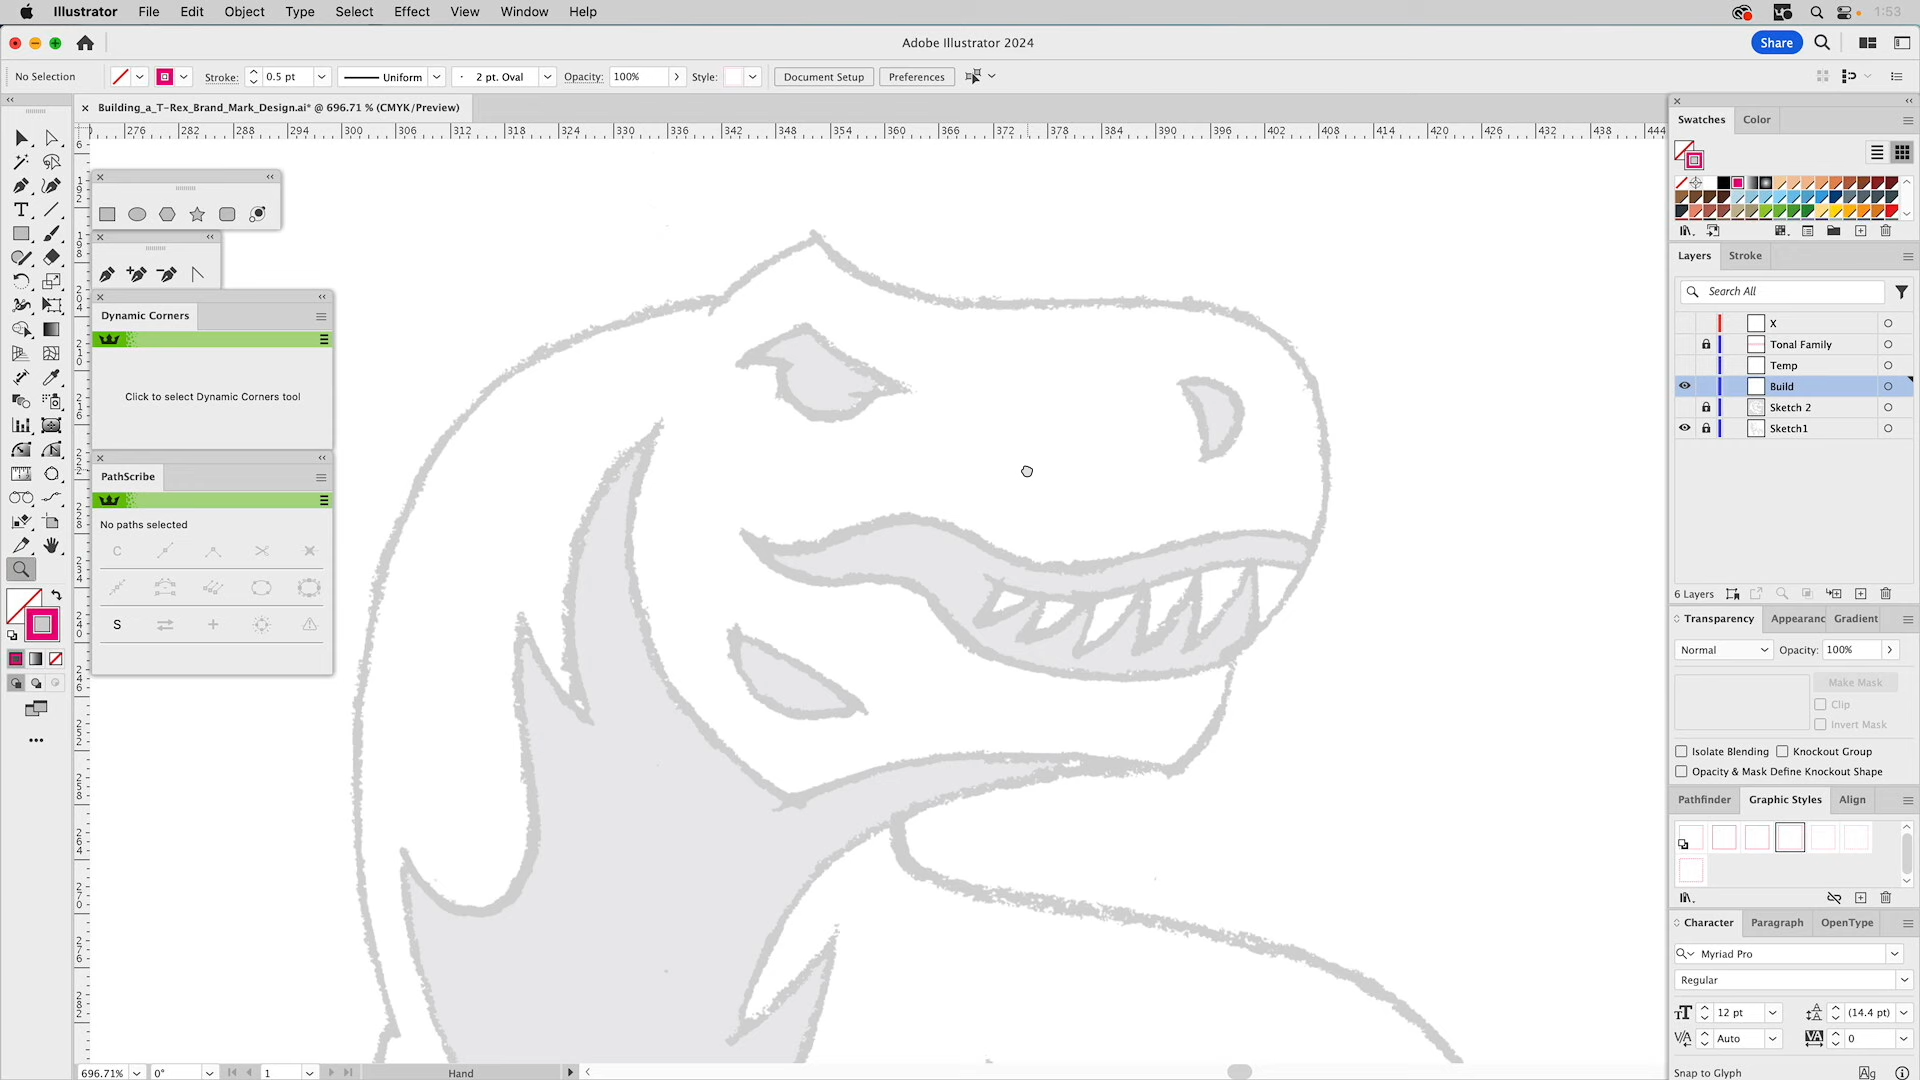 Illustrator File Edit Object Type Select Effect View Window Help 1:53
Adobe Illustrator 2024 Share
No Selection Stroke: 0.5 pt Uniform 2 pt. Oval Opacity: 100% Style: Document Setup Preferences
Building_a_T-Rex_Brand_Mark_Design.ai* @ 696.71 % (CMYK/Preview)
276 282 288 294 300 306 312 318 324 330 336 342 348 354 360 366 372 378 384 390 396 402 408 414 420 426 432 438 444
Dynamic Corners
Click to select Dynamic Corners tool
PathScribe
No paths selected
C
S
696.71% 0° 1 Hand
Swatches Color
Layers Stroke
Search All
X
Tonal Family
Temp
Build
Sketch 2
Sketch1
6 Layers
Transparency Appearanc Gradient
Normal Opacity: 100%
Make Mask
Clip
Invert Mask
Isolate Blending Knockout Group
Opacity & Mask Define Knockout Shape
Pathfinder Graphic Styles Align
Character Paragraph OpenType
Myriad Pro
Regular
12 pt (14.4 pt)
Auto 0
Snap to Glyph